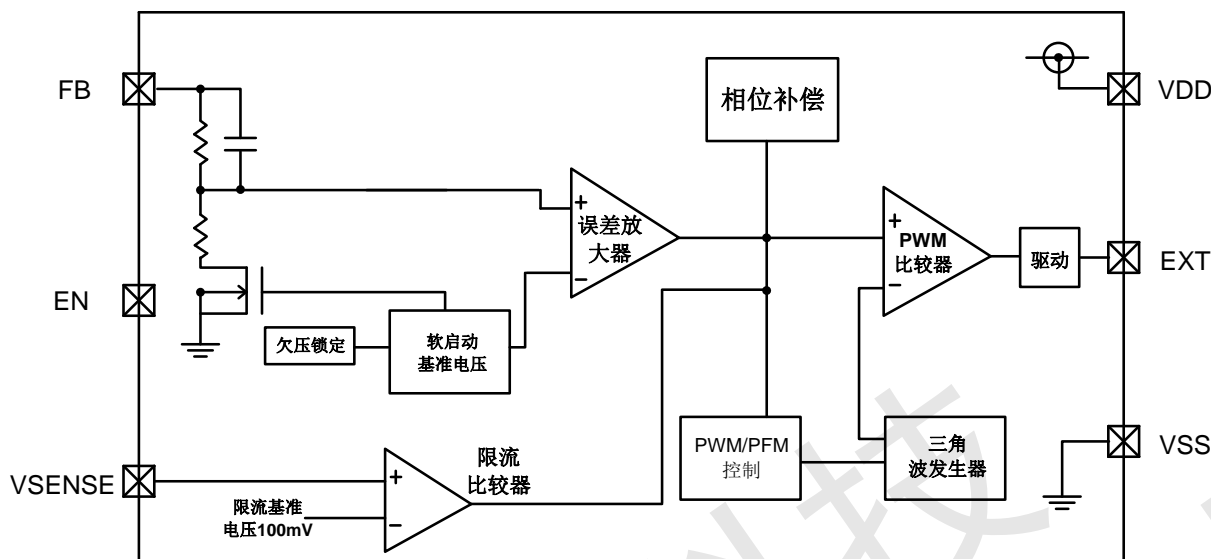 FB
EN
VSENSE
VDD
EXT
VSS
相位补偿
+
误差放
大器
−
+
PWM
比较器
−
驱动
欠压锁定
软启动
基准电压
限流
比较器
+
−
限流基准
电压100mV
PWM/PFM
控制
三角
波发生器
科技